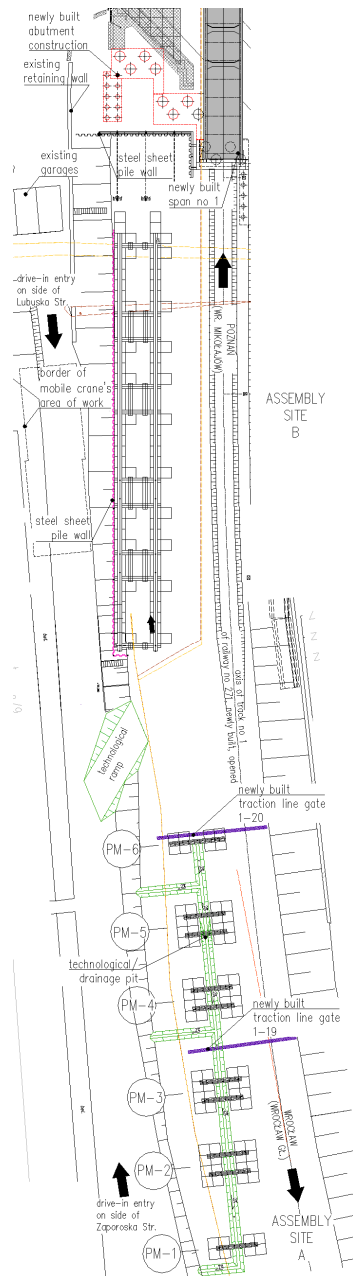 newly built
abutment
construction
existing
retaining wall
existing
garages
steel sheet
pile wall
newly built
span no 1
drive-in entry
on side of
Lubuska Str.
POZNAŃ
(WR. MIKOŁAJÓW)
border of
mobile crane's
area of work
ASSEMBLY
SITE
B
steel sheet
pile wall
axis of track no 1
of railway no 271, newly built, opened
technological
ramp
newly built
traction line gate
1-20
PM-6
PM-5
technological/
drainage pit
PM-4
newly built
traction line gate
1-19
PM-3
WROCŁAW
(WROCŁAW GŁ.)
PM-2
drive-in entry
on side of
Zaporoska Str.
ASSEMBLY
SITE
A
PM-1